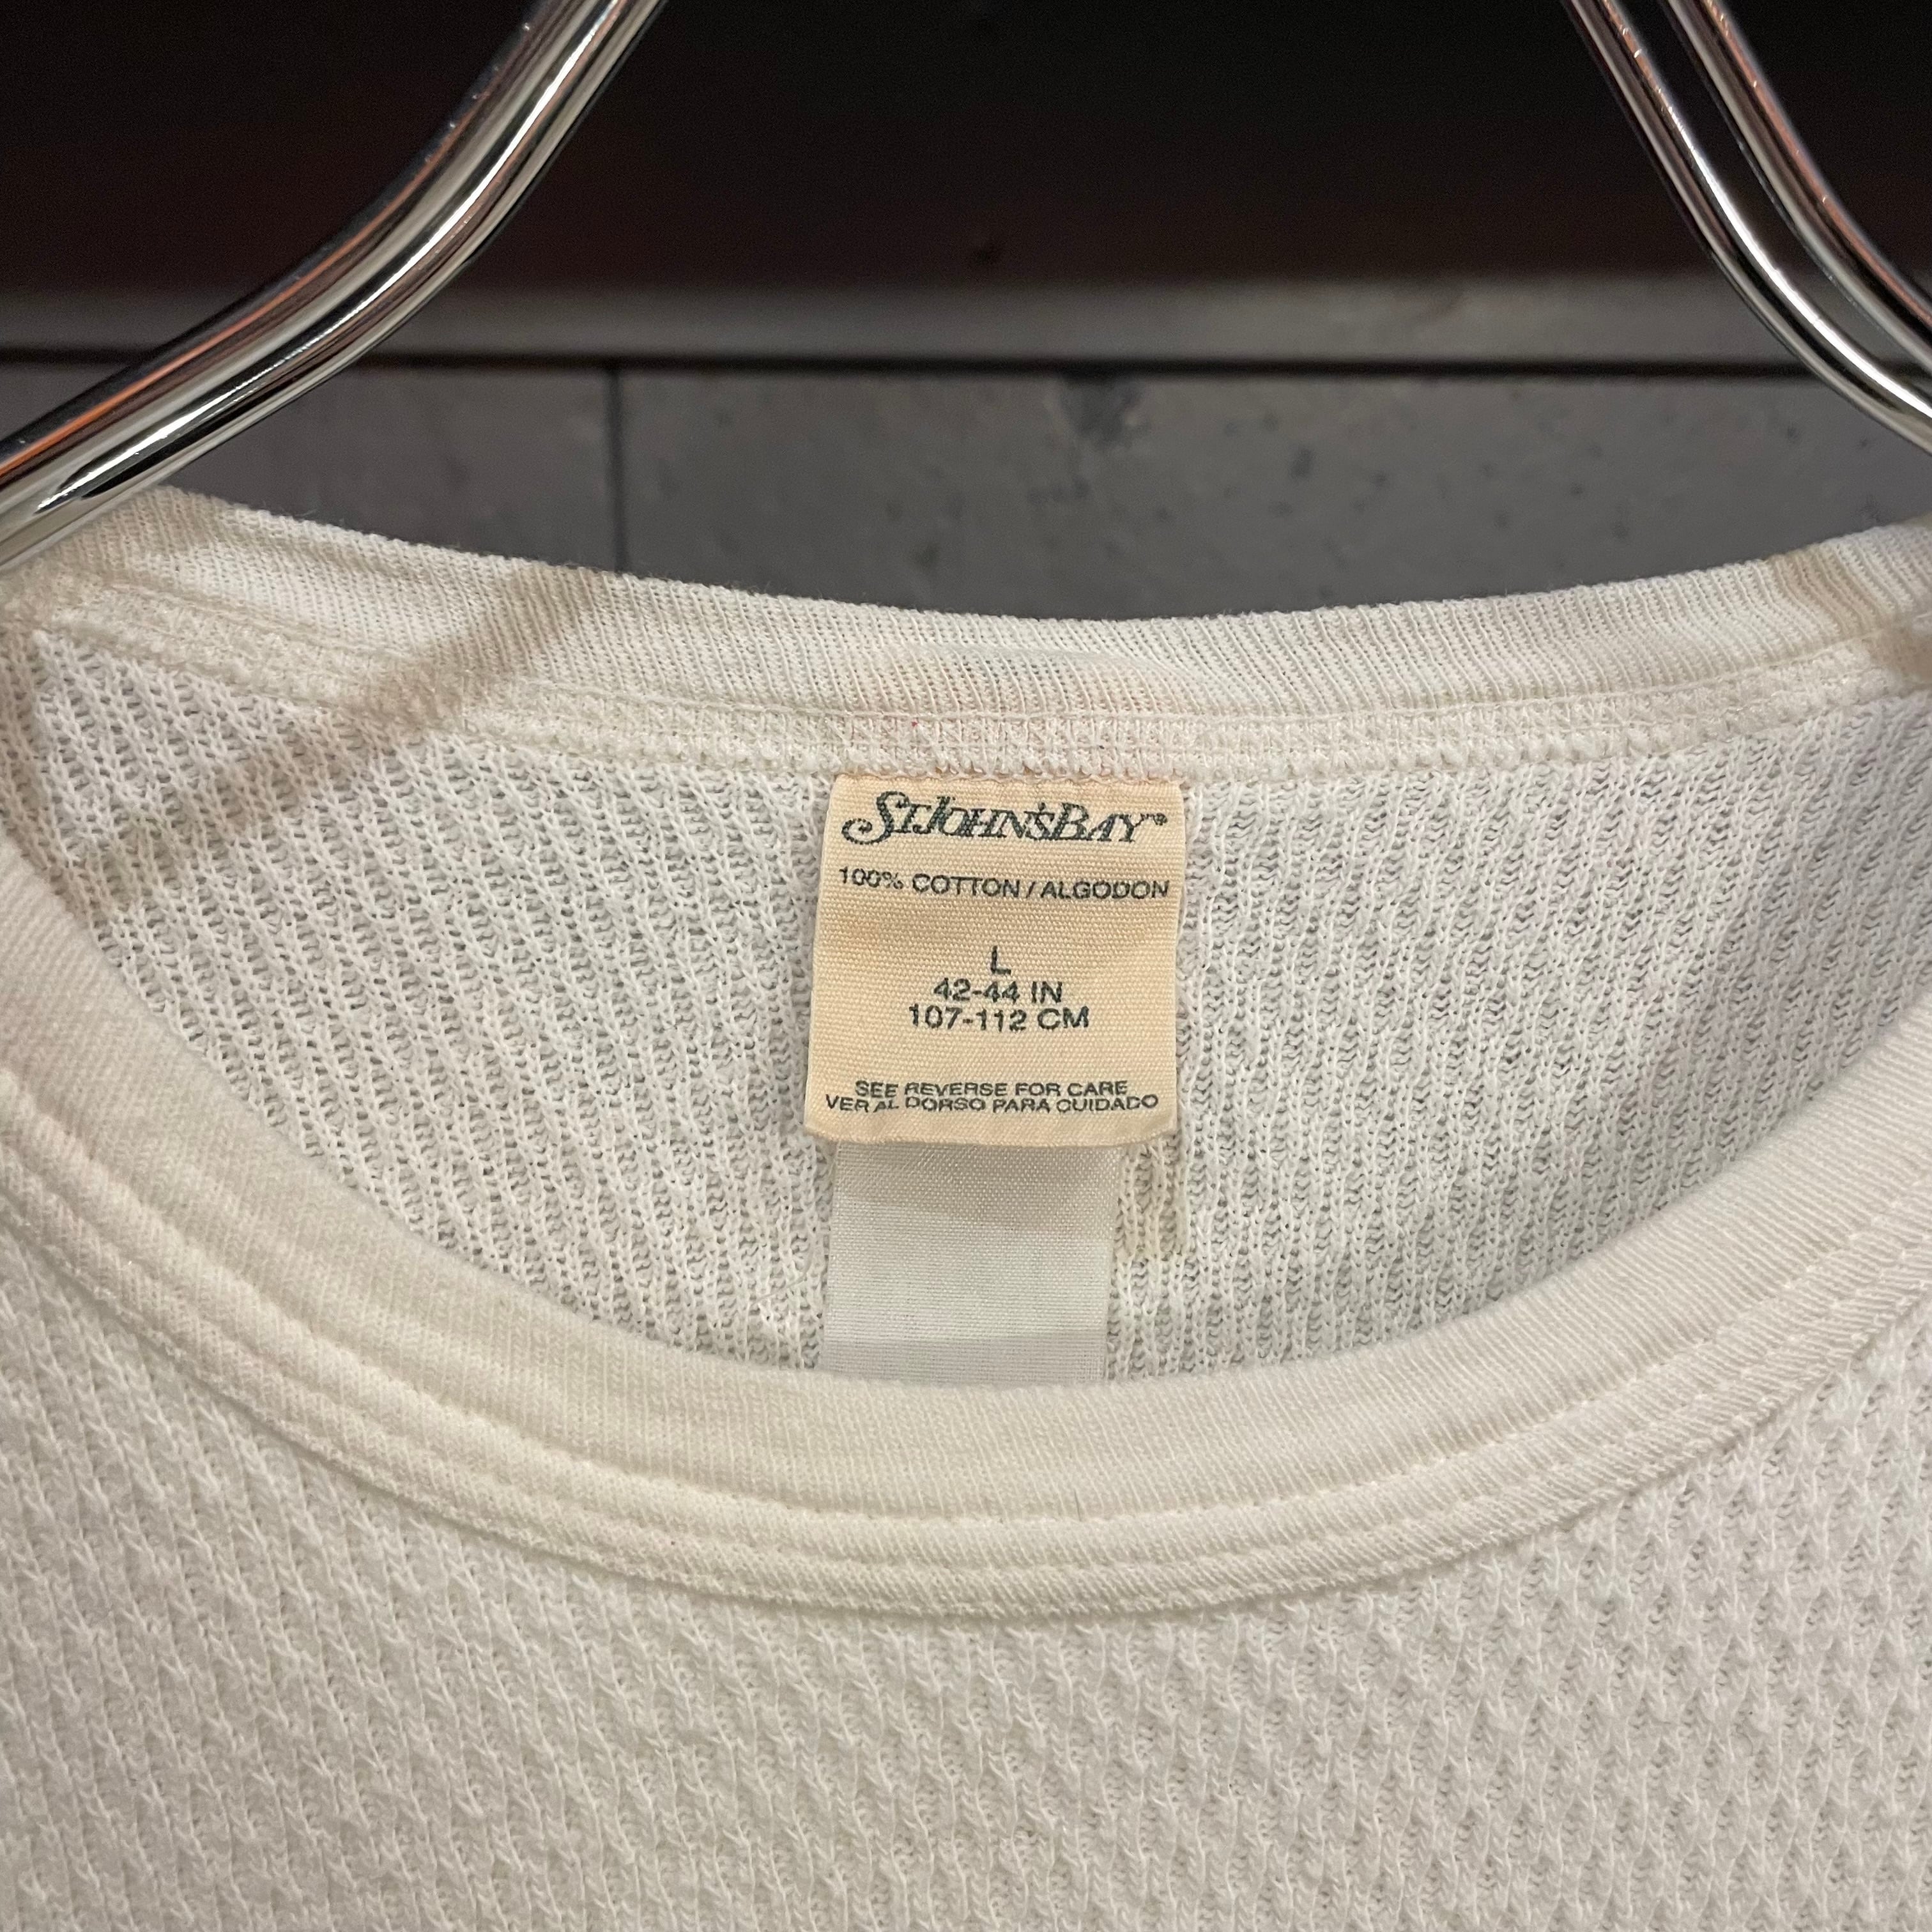 ST. JOHN'S BAY™
100% COTTON / ALGODON
L
42-44 IN
107-112 CM
SEE REVERSE FOR CARE
VER AL DORSO PARA CUIDADO